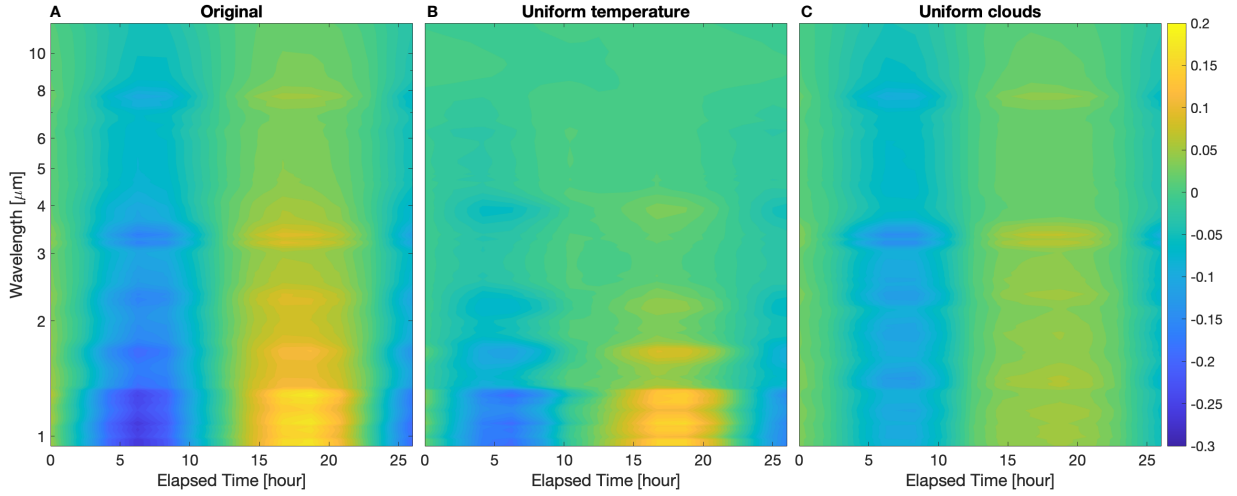 A Original
B Uniform temperature
C Uniform clouds
Wavelength [μm]
10
8
6
5
4
3
2
1
0 5 10 15 20 25
Elapsed Time [hour]
0 5 10 15 20 25
Elapsed Time [hour]
0 5 10 15 20 25
Elapsed Time [hour]
0.2
0.15
0.1
0.05
0
-0.05
-0.1
-0.15
-0.2
-0.25
-0.3